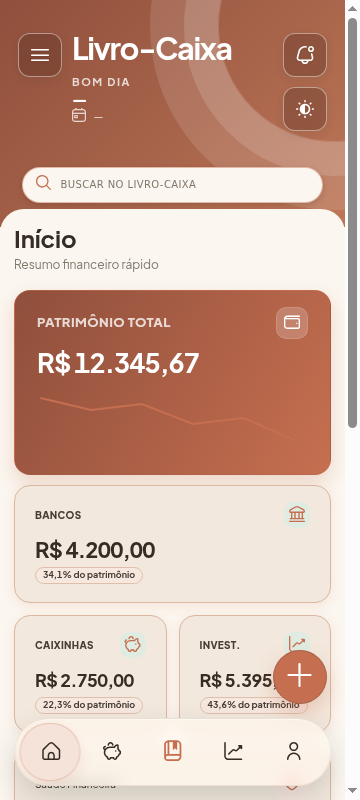 Livro-Caixa
BOM DIA
—
—
BUSCAR NO LIVRO-CAIXA
Início
Resumo financeiro rápido
PATRIMÔNIO TOTAL
R$ 12.345,67
BANCOS
R$ 4.200,00
34,1% do patrimônio
CAIXINHAS
R$ 2.750,00
22,3% do patrimônio
INVEST.
R$ 5.395,
43,6% do patrimônio